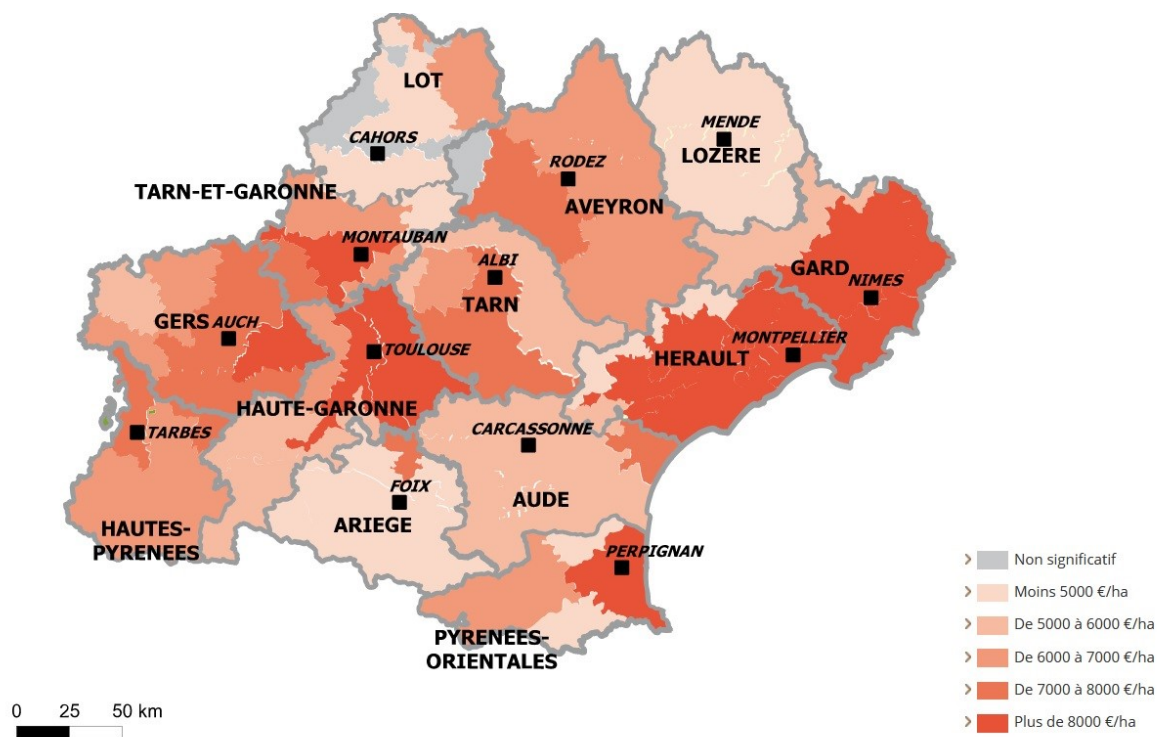 LOT
CAHORS
MENDE
LOZERE
RODEZ
AVEYRON
TARN-ET-GARONNE
MONTAUBAN
ALBI
TARN
GARD
NIMES
GERS
AUCH
TOULOUSE
HERAULT
MONTPELLIER
HAUTE-GARONNE
TARBES
CARCASSONNE
FOIX
ARIEGE
AUDE
HAUTES-
PYRENEES
PERPIGNAN
PYRENEES-
ORIENTALES
> Non significatif
> Moins 5000 €/ha
> De 5000 à 6000 €/ha
> De 6000 à 7000 €/ha
> De 7000 à 8000 €/ha
> Plus de 8000 €/ha
0 25 50 km